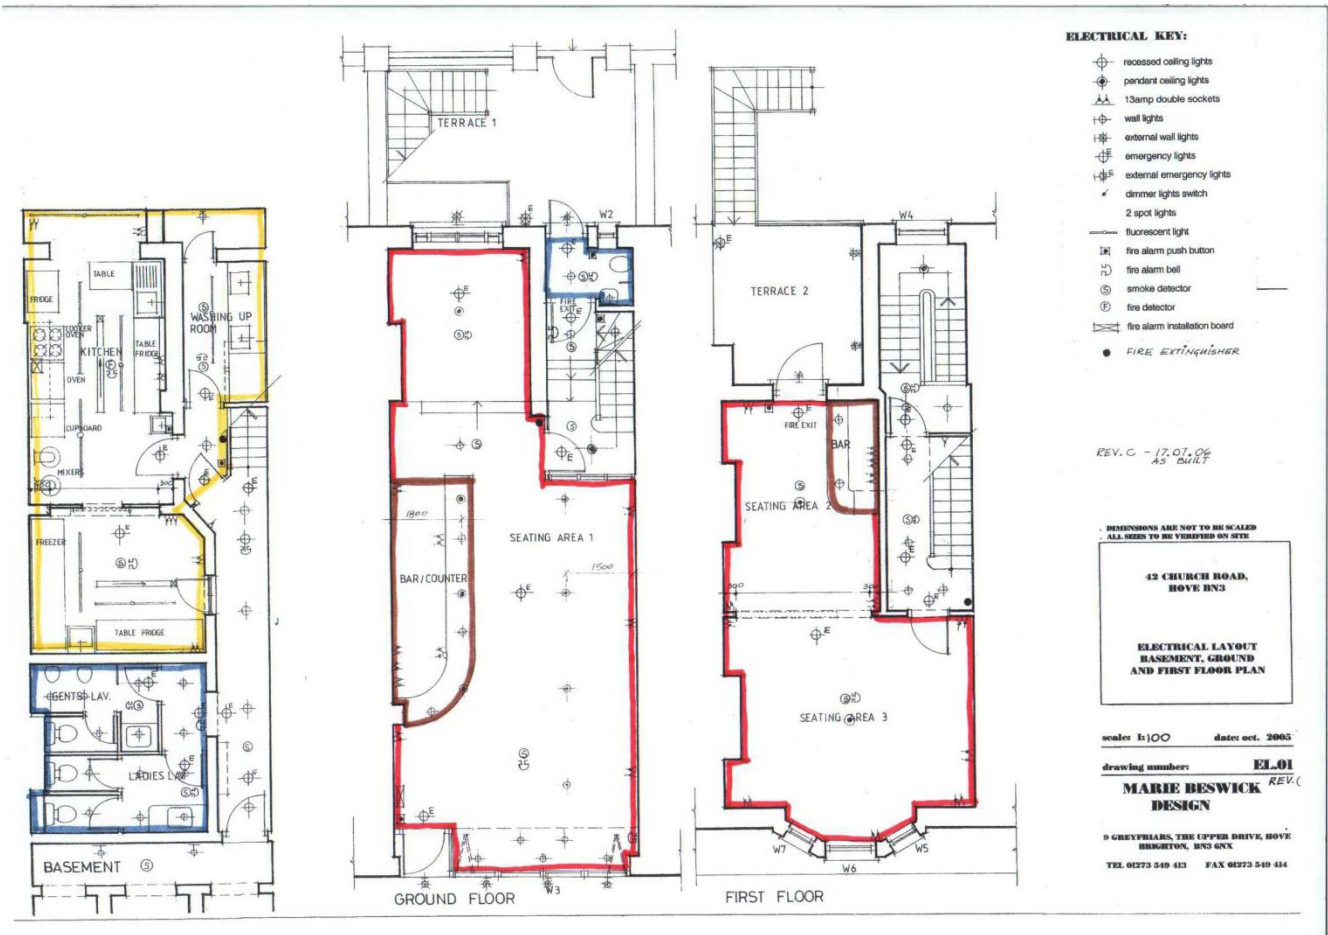 ELECTRICAL KEY:
recessed ceiling lights
pendant ceiling lights
13amp double sockets
wall lights
external wall lights
E
emergency lights
E
external emergency lights
dimmer lights switch
2 spot lights
fluorescent light
fire alarm push button
fire alarm bell
S smoke detector
F fire detector
fire alarm installation board
FIRE EXTINGUISHER
REV. C - 17.07.06
AS BUILT
. DIMENSIONS ARE NOT TO BE SCALED
. ALL SIZES TO BE VERIFIED ON SITE
42 CHURCH ROAD,
HOVE BN3
ELECTRICAL LAYOUT
BASEMENT, GROUND
AND FIRST FLOOR PLAN
scale: 1:100 date: oct. 2005
drawing number: EL.01
REV.C
MARIE BESWICK
DESIGN
9 GREYFRIARS, THE UPPER DRIVE, HOVE
BRIGHTON, BN3 6NX
TEL 01273 549 413 FAX 01273 549 414
TABLE
FRIDGE
WASHING UP
ROOM
COOKER
OVEN
KITCHEN
TABLE
FRIDGE
OVEN
CUPBOARD
MIXERS
300
FREEZER
TABLE FRIDGE
GENTS LAV.
LADIES LAV.
BASEMENT
TERRACE 1
W2
FIRE
EXIT
1800
SEATING AREA 1
1500
BAR/COUNTER
W3
GROUND FLOOR
W4
TERRACE 2
FIRE EXIT
BAR
SEATING AREA 2
300
300
SEATING AREA 3
W7
W6
W5
FIRST FLOOR